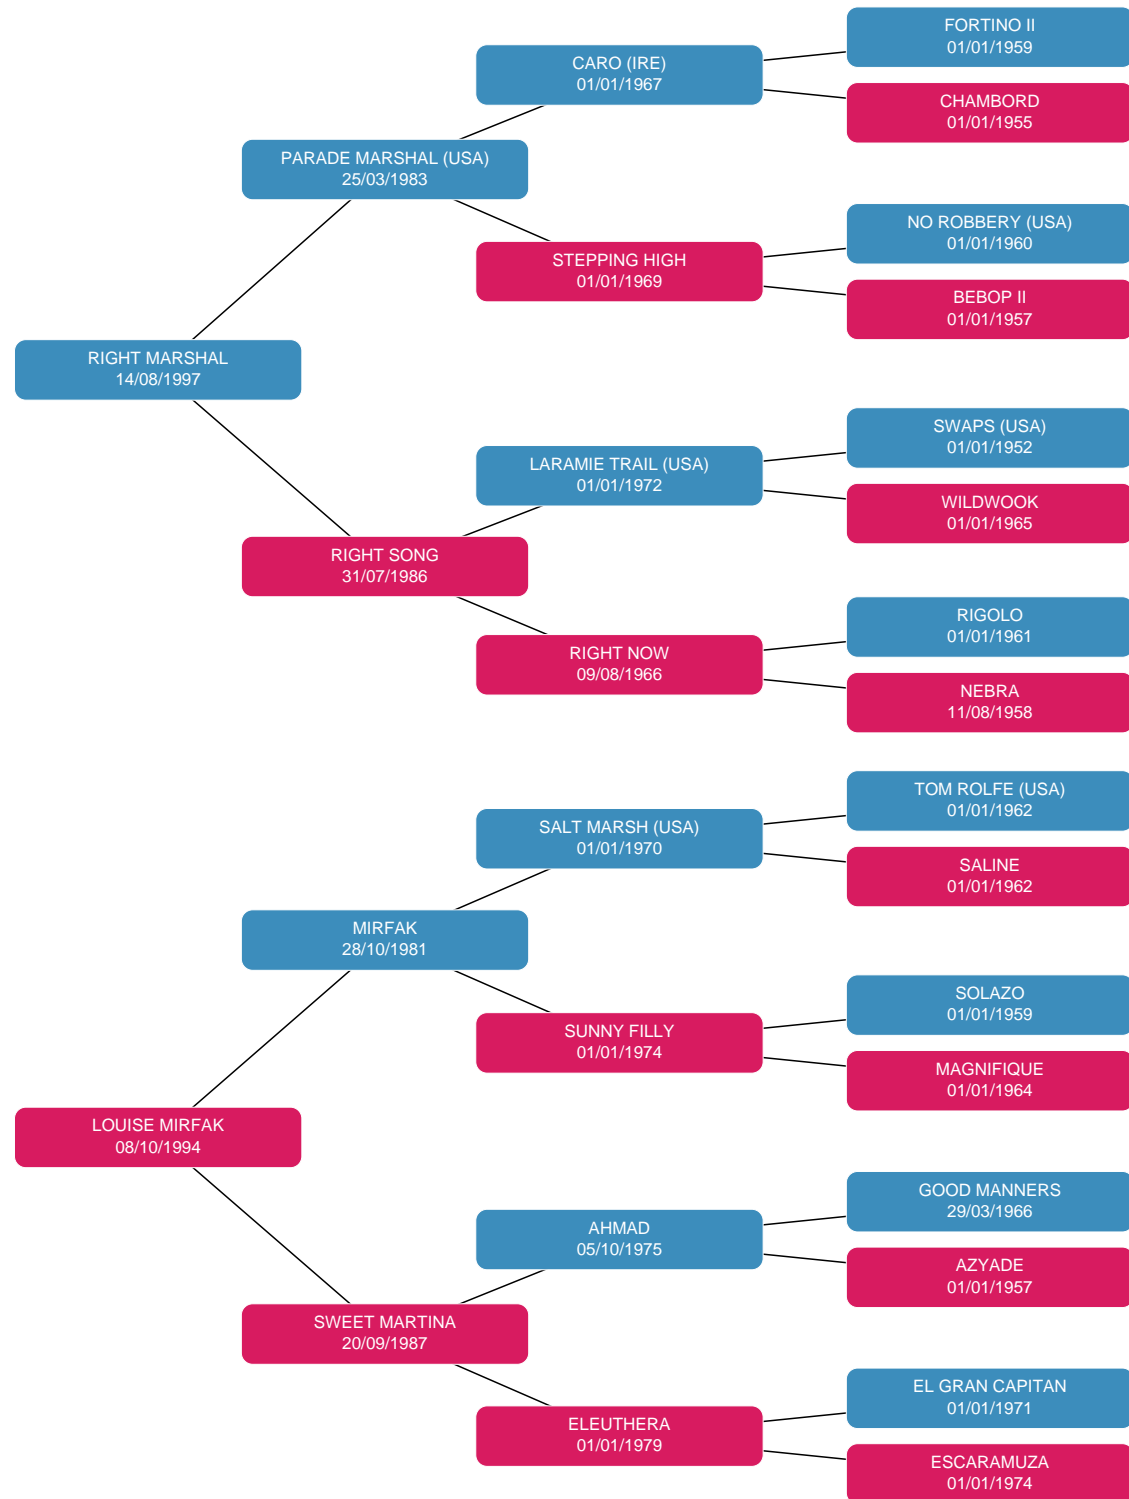 FORTINO II
01/01/1959
CARO (IRE)
01/01/1967
CHAMBORD
01/01/1955
PARADE MARSHAL (USA)
25/03/1983
NO ROBBERY (USA)
01/01/1960
STEPPING HIGH
01/01/1969
BEBOP II
01/01/1957
RIGHT MARSHAL
14/08/1997
SWAPS (USA)
01/01/1952
LARAMIE TRAIL (USA)
01/01/1972
WILDWOOK
01/01/1965
RIGHT SONG
31/07/1986
RIGOLO
01/01/1961
RIGHT NOW
09/08/1966
NEBRA
11/08/1958
TOM ROLFE (USA)
01/01/1962
SALT MARSH (USA)
01/01/1970
SALINE
01/01/1962
MIRFAK
28/10/1981
SOLAZO
01/01/1959
SUNNY FILLY
01/01/1974
MAGNIFIQUE
01/01/1964
LOUISE MIRFAK
08/10/1994
GOOD MANNERS
29/03/1966
AHMAD
05/10/1975
AZYADE
01/01/1957
SWEET MARTINA
20/09/1987
EL GRAN CAPITAN
01/01/1971
ELEUTHERA
01/01/1979
ESCARAMUZA
01/01/1974